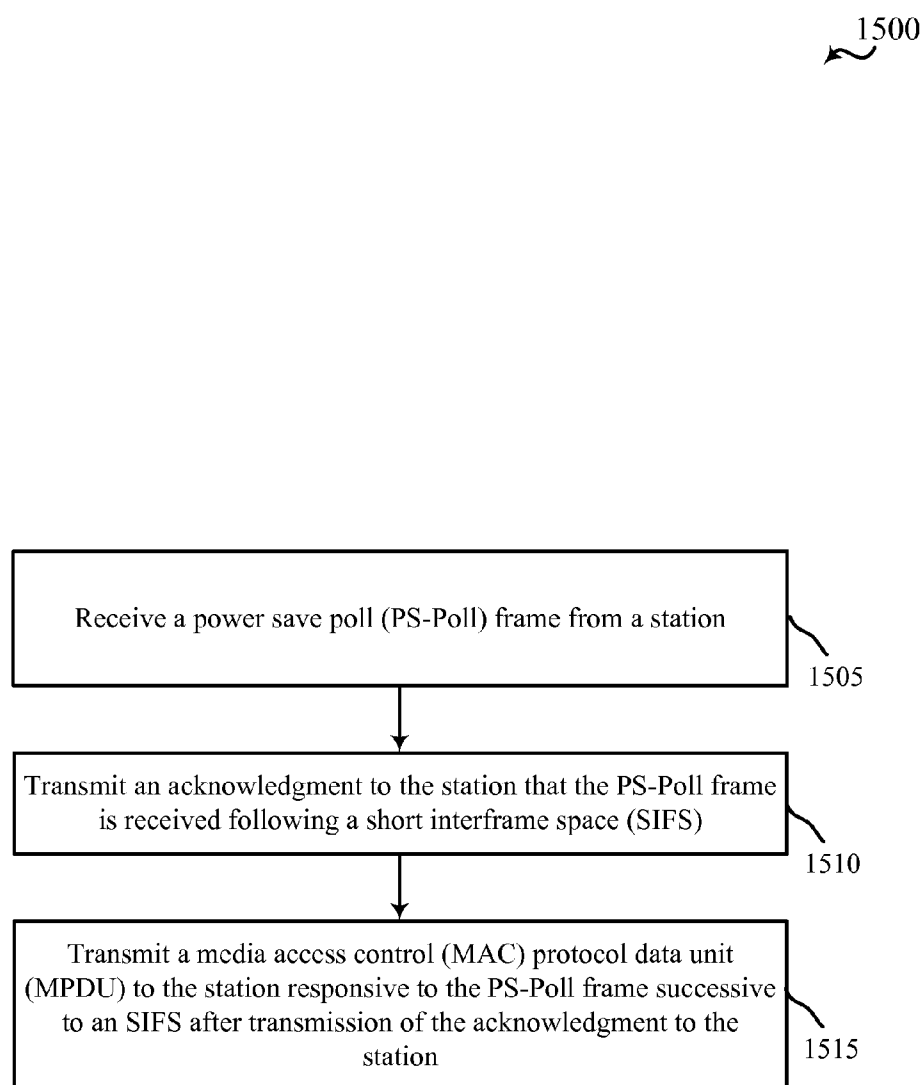 1500
Receive a power save poll (PS-Poll) frame from a station
1505
Transmit an acknowledgment to the station that the PS-Poll frame
is received following a short interframe space (SIFS)
1510
Transmit a media access control (MAC) protocol data unit
(MPDU) to the station responsive to the PS-Poll frame successive
to an SIFS after transmission of the acknowledgment to the
station
1515